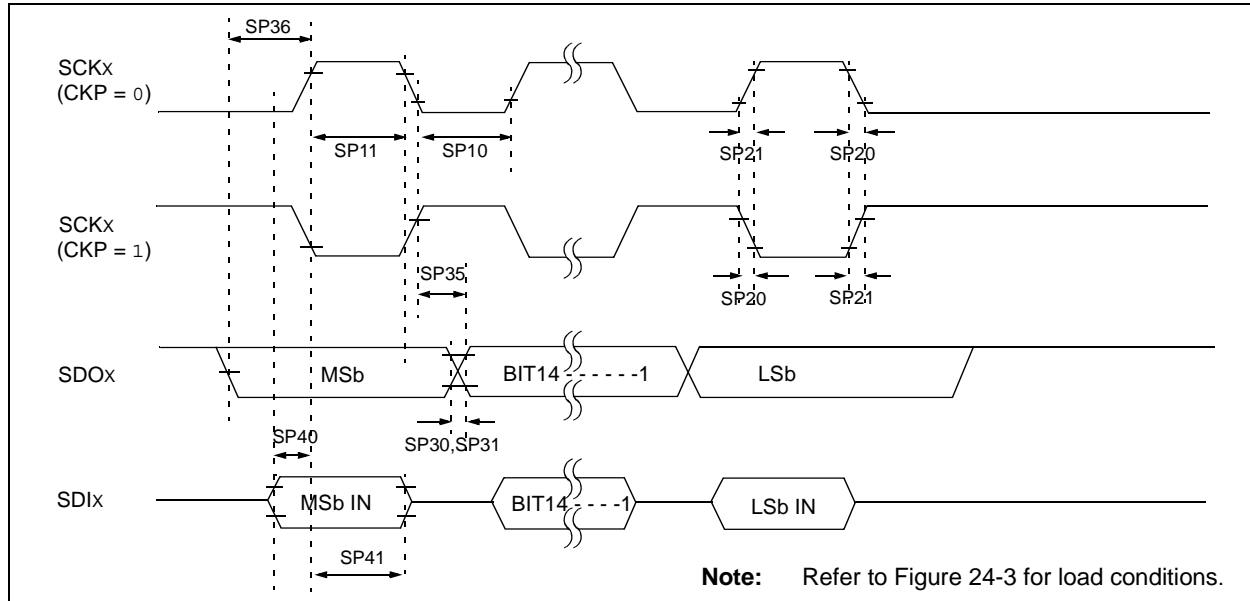 SP36
SCKX
(CKP = 0)
SP11
SP10
SP21
SP20
SCKX
(CKP = 1)
SP35
SP20
SP21
SDOX
MSb
BIT14 - - - - - -1
LSb
SP40
SP30,SP31
SDIX
MSb IN
BIT14 - - - -1
LSb IN
SP41
Note: Refer to Figure 24-3 for load conditions.